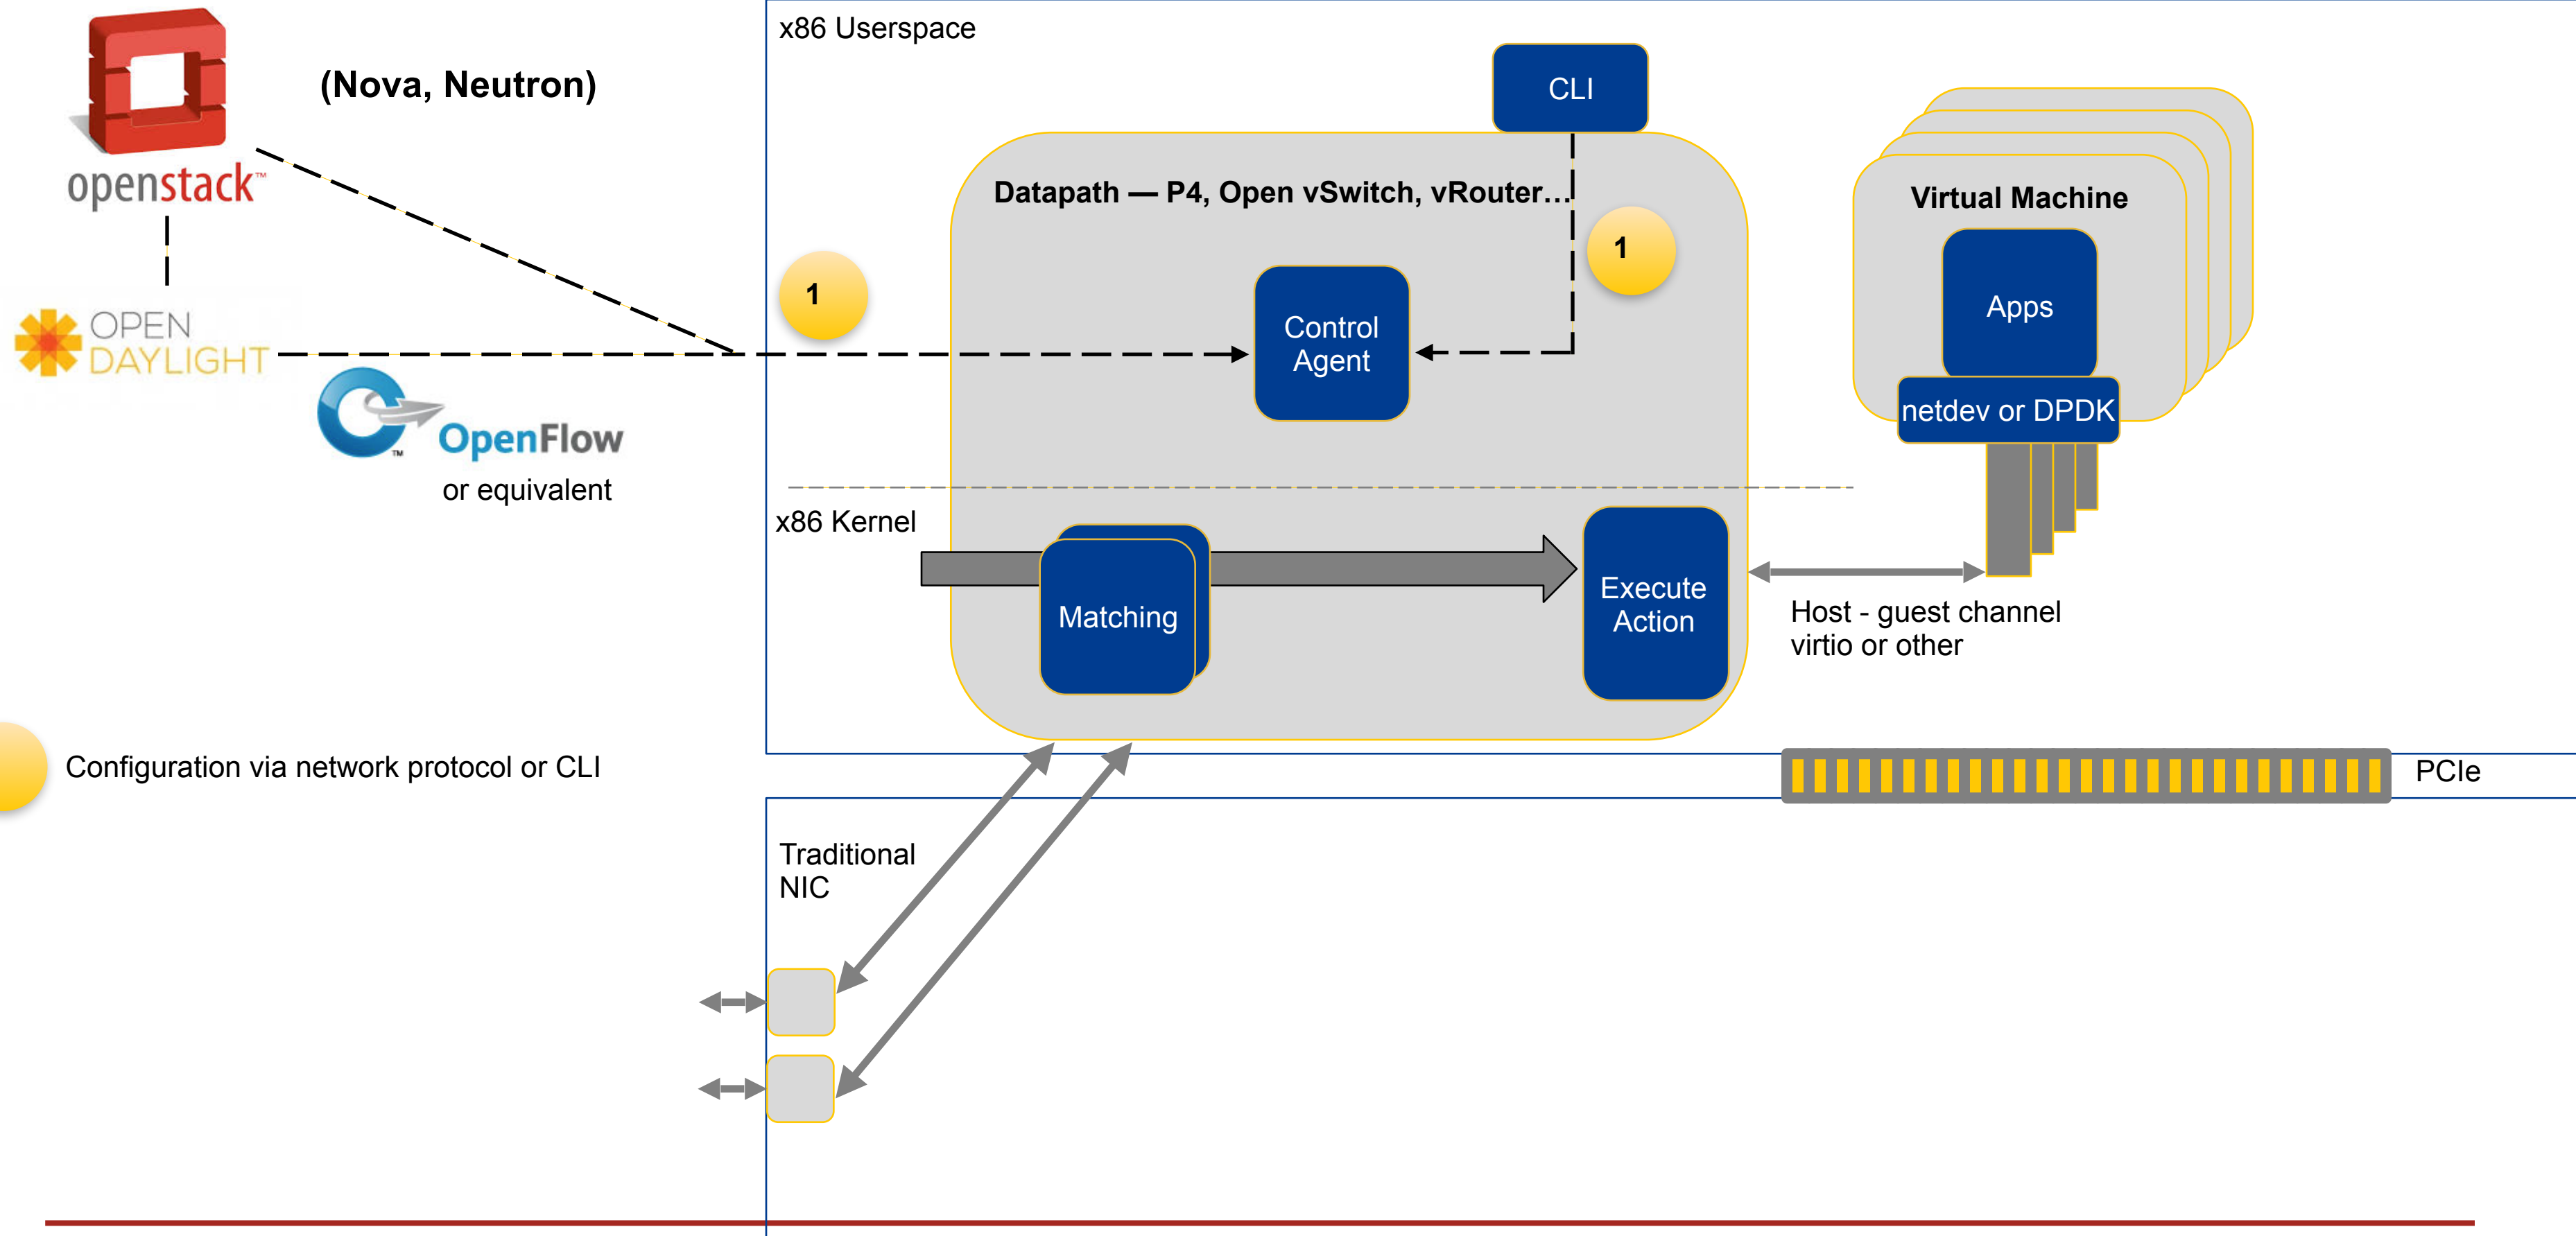 x86 Userspace
(Nova, Neutron)
CLI
openstack™
Datapath — P4, Open vSwitch, vRouter…
Virtual Machine
1
1
Apps
OPEN
DAYLIGHT
Control
Agent
netdev or DPDK
OpenFlow
TM
or equivalent
x86 Kernel
Matching
Execute
Action
Host - guest channel
virtio or other
Configuration via network protocol or CLI
PCIe
Traditional
NIC